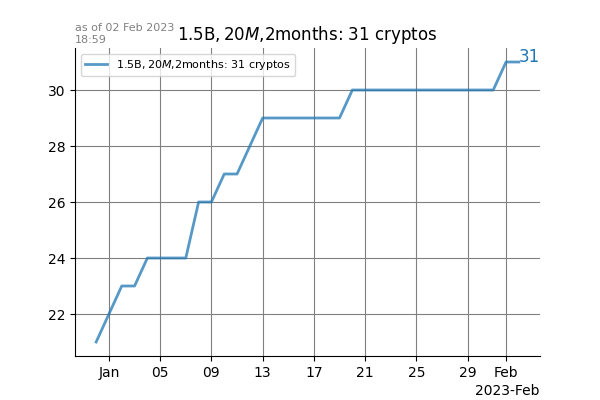 as of 02 Feb 2023
18:59
1.5B, 20M,2months: 31 cryptos
1.5B, 20M,2months: 31 cryptos
31
30
28
26
24
22
Jan 05 09 13 17 21 25 29 Feb
2023-Feb